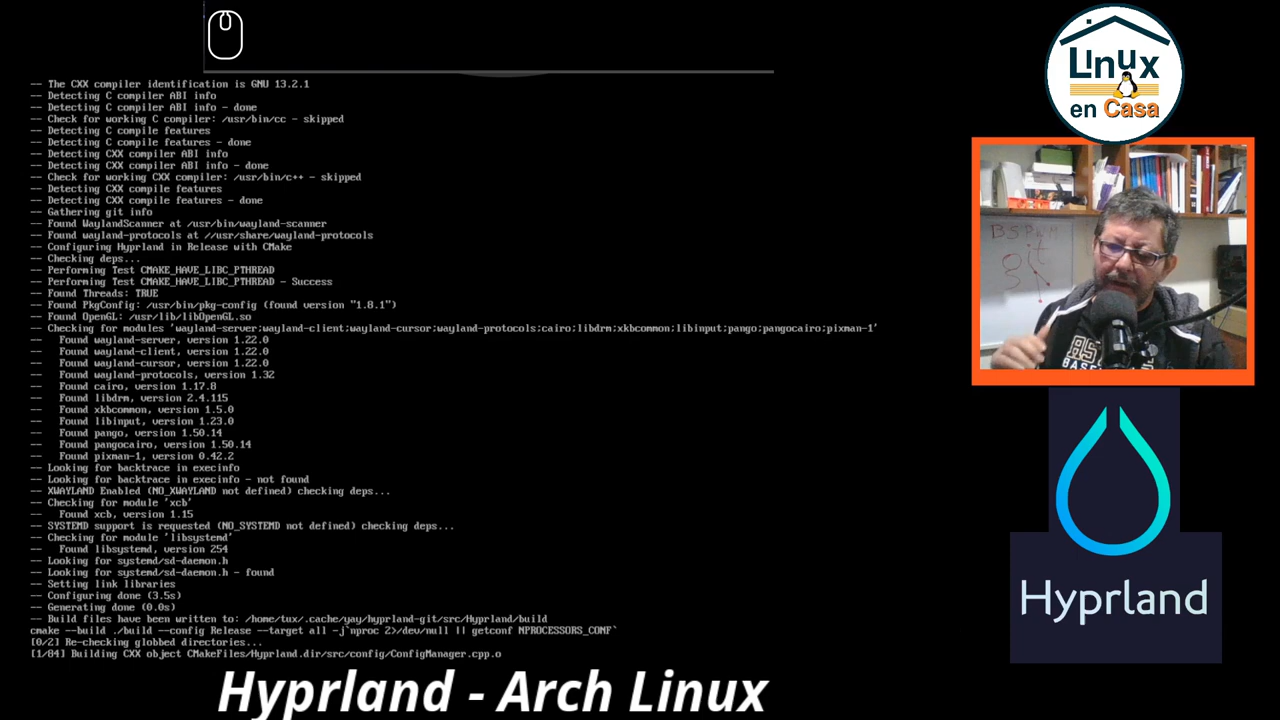 -- The CXX compiler identification is GNU 13.2.1
-- Detecting C compiler ABI info
-- Detecting C compiler ABI info - done
-- Check for working C compiler: /usr/bin/cc - skipped
-- Detecting C compile features
-- Detecting C compile features - done
-- Detecting CXX compiler ABI info
-- Detecting CXX compiler ABI info - done
-- Check for working CXX compiler: /usr/bin/c++ - skipped
-- Detecting CXX compile features
-- Detecting CXX compile features - done
-- Gathering git info
-- Found WaylandScanner at /usr/bin/wayland-scanner
-- Found wayland-protocols at //usr/share/wayland-protocols
-- Configuring Hyprland in Release with CMake
-- Checking deps...
-- Performing Test CMAKE_HAVE_LIBC_PTHREAD
-- Performing Test CMAKE_HAVE_LIBC_PTHREAD - Success
-- Found Threads: TRUE
-- Found PkgConfig: /usr/bin/pkg-config (found version "1.8.1")
-- Found OpenGL: /usr/lib/libOpenGL.so
-- Checking for modules 'wayland-server;wayland-client;wayland-cursor;wayland-protocols;cairo;libdrm;xkbcommon;libinput;pango;pangocairo;pixman-1'
-- Found wayland-server, version 1.22.0
-- Found wayland-client, version 1.22.0
-- Found wayland-cursor, version 1.22.0
-- Found wayland-protocols, version 1.32
-- Found cairo, version 1.17.8
-- Found libdrm, version 2.4.115
-- Found xkbcommon, version 1.5.0
-- Found libinput, version 1.23.0
-- Found pango, version 1.50.14
-- Found pangocairo, version 1.50.14
-- Found pixman-1, version 0.42.2
-- Looking for backtrace in execinfo
-- Looking for backtrace in execinfo - not found
-- XWAYLAND Enabled (NO_XWAYLAND not defined) checking deps...
-- Checking for module 'xcb'
-- Found xcb, version 1.15
-- SYSTEMD support is requested (NO_SYSTEMD not defined) checking deps...
-- Checking for module 'libsystemd'
-- Found libsystemd, version 254
-- Looking for systemd/sd-daemon.h
-- Looking for systemd/sd-daemon.h - found
-- Setting link libraries
-- Configuring done (3.5s)
-- Generating done (0.0s)
-- Build files have been written to: /home/tux/.cache/yay/hyprland-git/src/Hyprland/build
cmake --build ./build --config Release --target all -j`nproc 2>/dev/null || getconf NPROCESSORS_CONF`
[0/2] Re-checking globbed directories...
[1/84] Building CXX object CMakeFiles/Hyprland.dir/src/config/ConfigManager.cpp.o
Linux
en Casa
git
Hyprland
Hyprland - Arch Linux